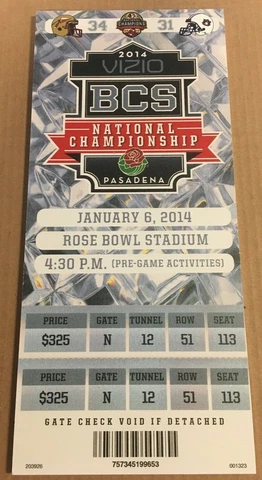 34 31
2014
VIZIO
BCS
NATIONAL
CHAMPIONSHIP
PASADENA
JANUARY 6, 2014
ROSE BOWL STADIUM
4:30 P.M. (PRE-GAME ACTIVITIES)
PRICE GATE TUNNEL ROW SEAT
$325 N 12 51 113
PRICE GATE TUNNEL ROW SEAT
$325 N 12 51 113
GATE CHECK VOID IF DETACHED
203926 757345199653 001323